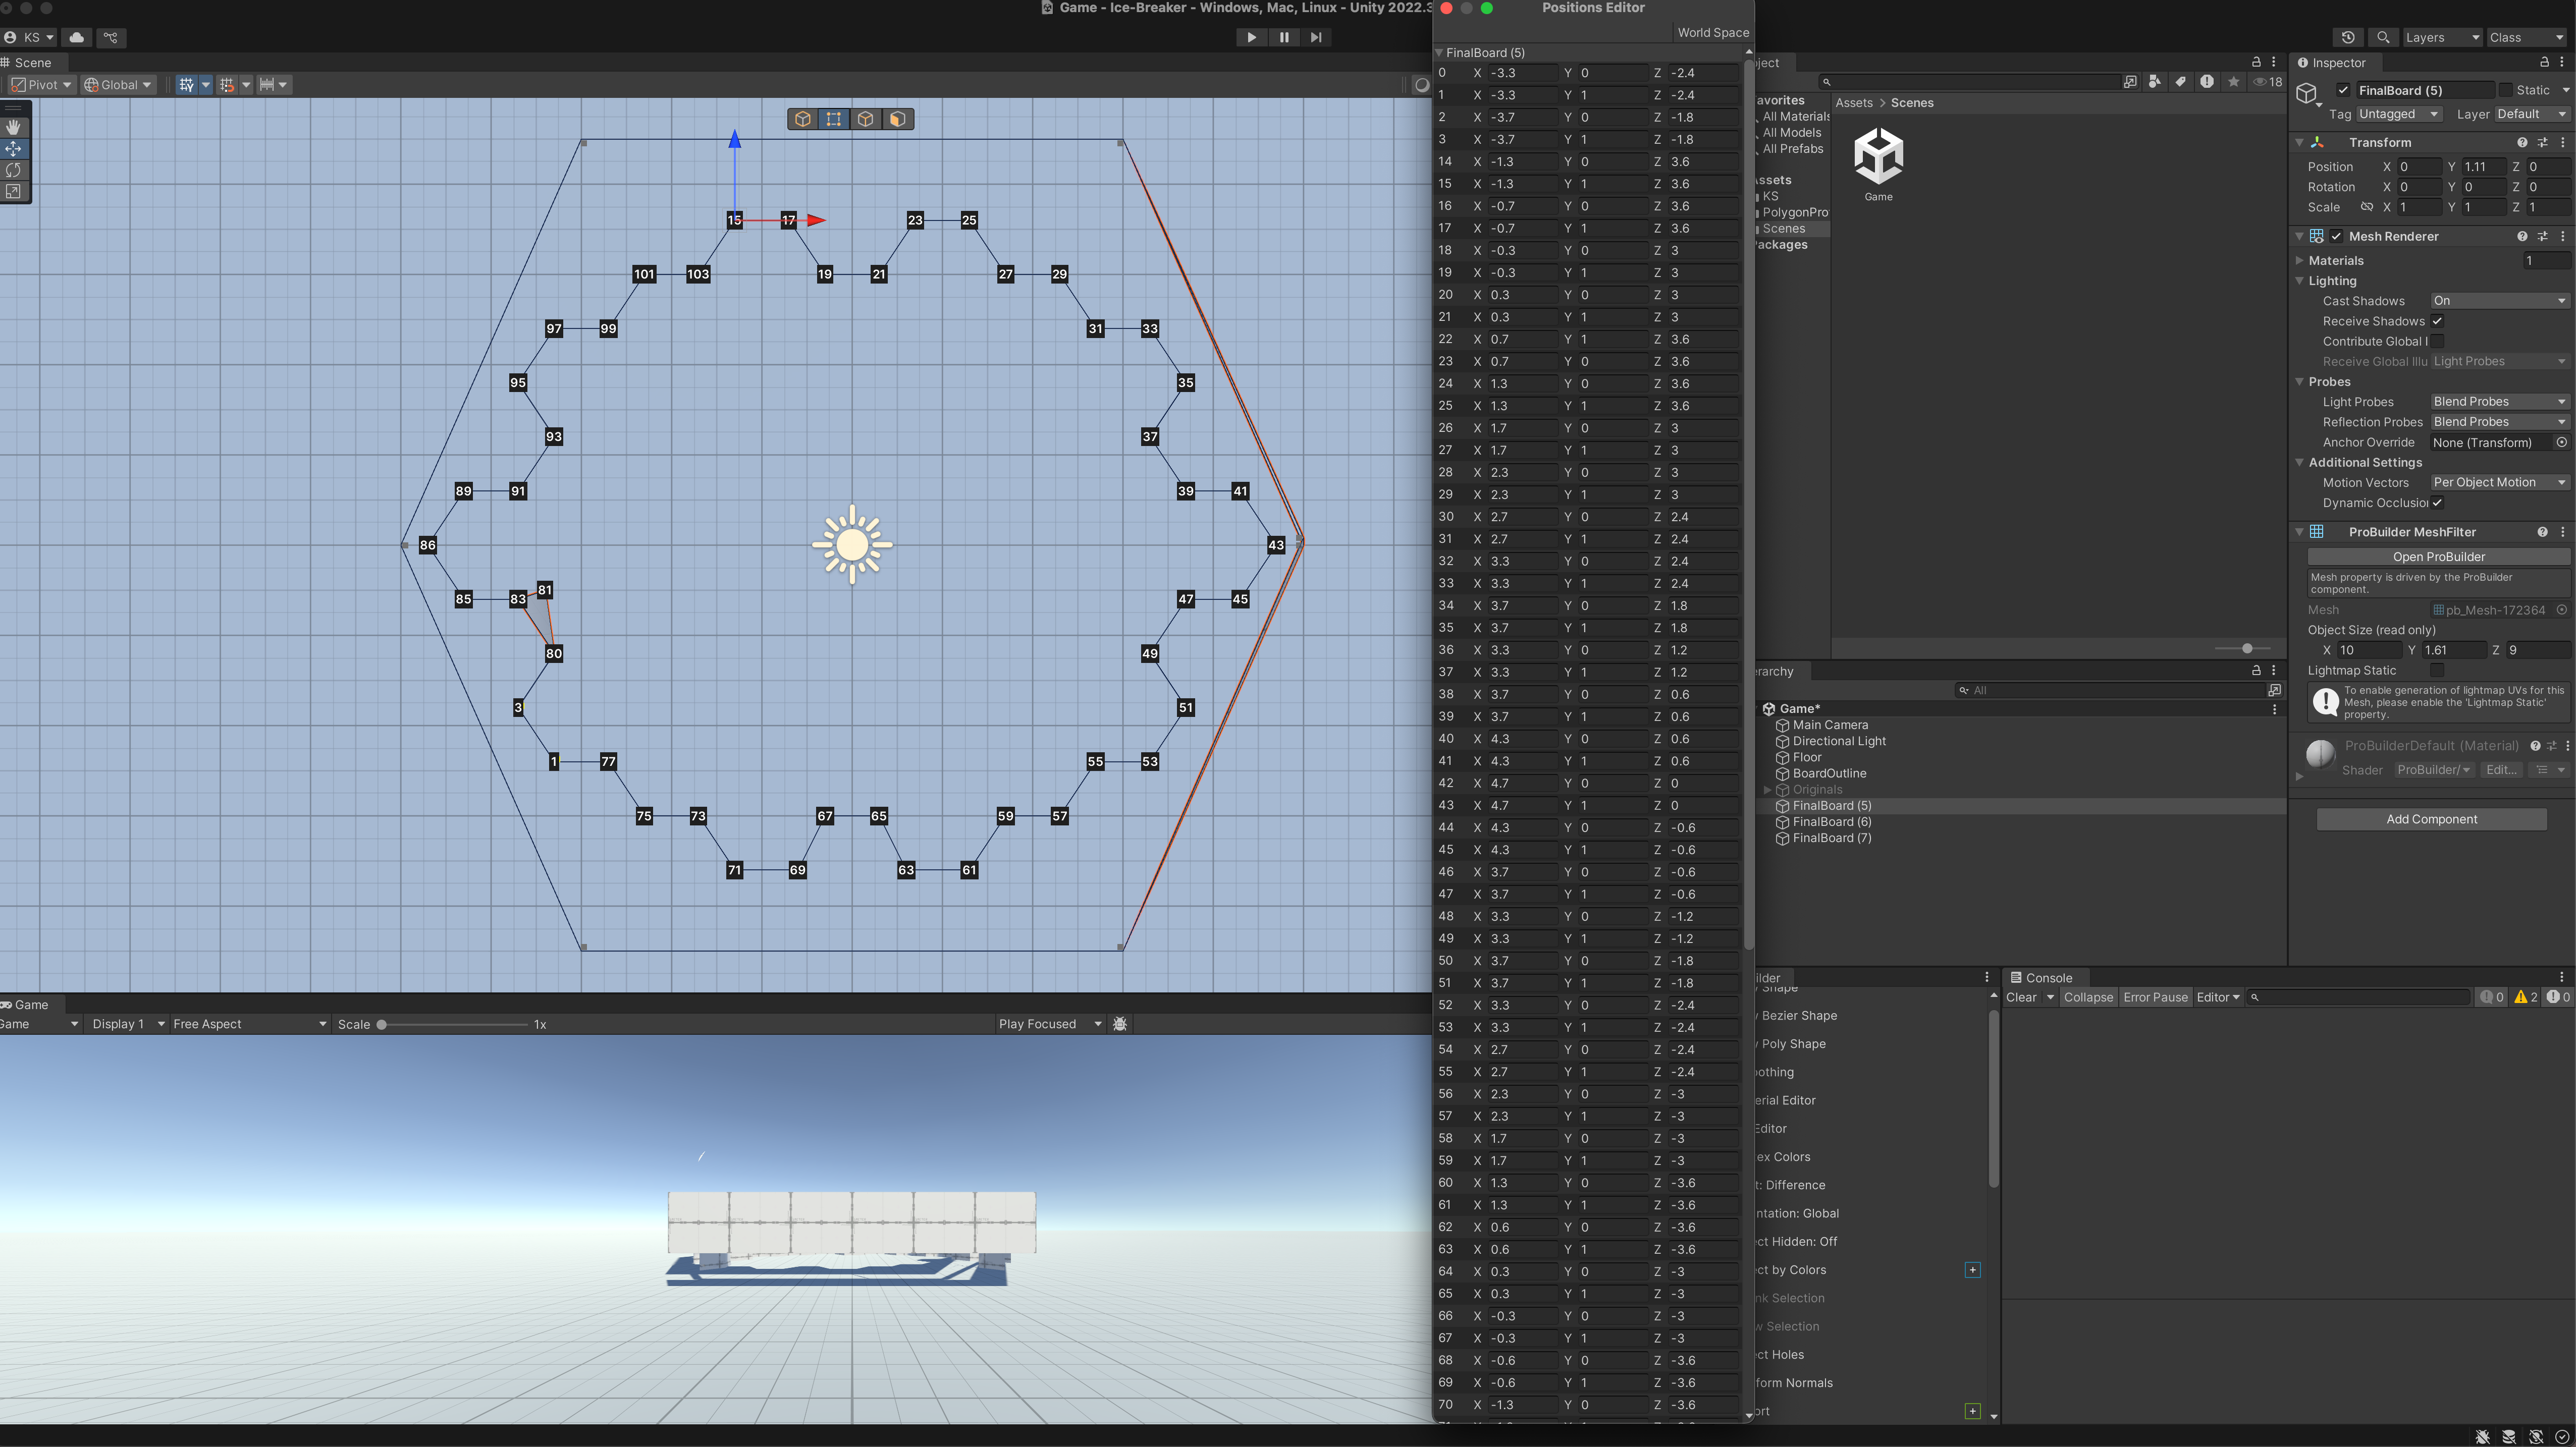 Game - Ice-Breaker - Windows, Mac, Linux - Unity 2022.3
KS
Layers
Class
Scene
Pivot
Global
15
17
23
25
101
103
19
21
27
29
97
99
31
33
95
35
93
37
89
91
39
41
86
43
85
83
81
47
45
80
49
3
51
1
77
55
53
75
73
67
65
59
57
71
69
63
61
Game
Game
Display 1
Free Aspect
Scale
1x
Play Focused
Positions Editor
World Space
FinalBoard (5)
0 X -3.3 Y 0 Z -2.4
1 X -3.3 Y 1 Z -2.4
2 X -3.7 Y 0 Z -1.8
3 X -3.7 Y 1 Z -1.8
14 X -1.3 Y 0 Z 3.6
15 X -1.3 Y 1 Z 3.6
16 X -0.7 Y 0 Z 3.6
17 X -0.7 Y 1 Z 3.6
18 X -0.3 Y 0 Z 3
19 X -0.3 Y 1 Z 3
20 X 0.3 Y 0 Z 3
21 X 0.3 Y 1 Z 3
22 X 0.7 Y 1 Z 3.6
23 X 0.7 Y 0 Z 3.6
24 X 1.3 Y 0 Z 3.6
25 X 1.3 Y 1 Z 3.6
26 X 1.7 Y 0 Z 3
27 X 1.7 Y 1 Z 3
28 X 2.3 Y 0 Z 3
29 X 2.3 Y 1 Z 3
30 X 2.7 Y 0 Z 2.4
31 X 2.7 Y 1 Z 2.4
32 X 3.3 Y 0 Z 2.4
33 X 3.3 Y 1 Z 2.4
34 X 3.7 Y 0 Z 1.8
35 X 3.7 Y 1 Z 1.8
36 X 3.3 Y 0 Z 1.2
37 X 3.3 Y 1 Z 1.2
38 X 3.7 Y 0 Z 0.6
39 X 3.7 Y 1 Z 0.6
40 X 4.3 Y 0 Z 0.6
41 X 4.3 Y 1 Z 0.6
42 X 4.7 Y 0 Z 0
43 X 4.7 Y 1 Z 0
44 X 4.3 Y 0 Z -0.6
45 X 4.3 Y 1 Z -0.6
46 X 3.7 Y 0 Z -0.6
47 X 3.7 Y 1 Z -0.6
48 X 3.3 Y 0 Z -1.2
49 X 3.3 Y 1 Z -1.2
50 X 3.7 Y 0 Z -1.8
51 X 3.7 Y 1 Z -1.8
52 X 3.3 Y 0 Z -2.4
53 X 3.3 Y 1 Z -2.4
54 X 2.7 Y 0 Z -2.4
55 X 2.7 Y 1 Z -2.4
56 X 2.3 Y 0 Z -3
57 X 2.3 Y 1 Z -3
58 X 1.7 Y 0 Z -3
59 X 1.7 Y 1 Z -3
60 X 1.3 Y 0 Z -3.6
61 X 1.3 Y 1 Z -3.6
62 X 0.6 Y 0 Z -3.6
63 X 0.6 Y 1 Z -3.6
64 X 0.3 Y 0 Z -3
65 X 0.3 Y 1 Z -3
66 X -0.3 Y 0 Z -3
67 X -0.3 Y 1 Z -3
68 X -0.6 Y 0 Z -3.6
69 X -0.6 Y 1 Z -3.6
70 X -1.3 Y 0 Z -3.6
ject
18
avorites
All Materials
All Models
All Prefabs
ssets
KS
PolygonPro
Scenes
ackages
Assets > Scenes
Game
erarchy
All
Game*
Main Camera
Directional Light
Floor
BoardOutline
Originals
FinalBoard (5)
FinalBoard (6)
FinalBoard (7)
ilder
y Shape
y Bezier Shape
y Poly Shape
oothing
erial Editor
Editor
ex Colors
t: Difference
ntation: Global
ct Hidden: Off
ct by Colors
nk Selection
w Selection
ct Holes
form Normals
ort
Console
Clear
Collapse
Error Pause
Editor
0
2
0
Inspector
FinalBoard (5)
Static
Tag Untagged
Layer Default
Transform
Position X 0 Y 1.11 Z 0
Rotation X 0 Y 0 Z 0
Scale X 1 Y 1 Z 1
Mesh Renderer
Materials 1
Lighting
Cast Shadows On
Receive Shadows
Contribute Global I
Receive Global Illu Light Probes
Probes
Light Probes Blend Probes
Reflection Probes Blend Probes
Anchor Override None (Transform)
Additional Settings
Motion Vectors Per Object Motion
Dynamic Occlusion
ProBuilder MeshFilter
Open ProBuilder
Mesh property is driven by the ProBuilder
component.
Mesh pb_Mesh-172364
Object Size (read only)
X 10 Y 1.61 Z 9
Lightmap Static
To enable generation of lightmap UVs for this
Mesh, please enable the 'Lightmap Static'
property.
ProBuilderDefault (Material)
Shader ProBuilder/ Edit...
Add Component